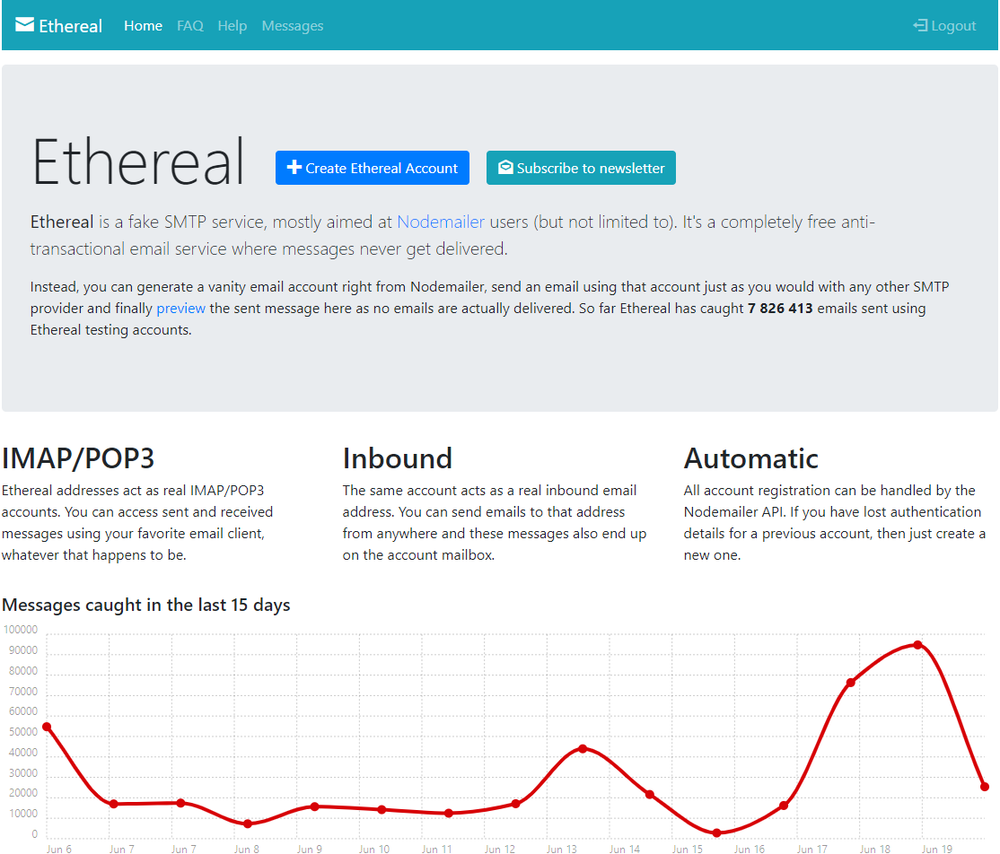 Ethereal Home FAQ Help Messages Logout
Ethereal Create Ethereal Account Subscribe to newsletter
Ethereal is a fake SMTP service, mostly aimed at Nodemailer users (but not limited to). It's a completely free anti-
transactional email service where messages never get delivered.
Instead, you can generate a vanity email account right from Nodemailer, send an email using that account just as you would with any other SMTP
provider and finally preview the sent message here as no emails are actually delivered. So far Ethereal has caught 7 826 413 emails sent using
Ethereal testing accounts.
IMAP/POP3
Ethereal addresses act as real IMAP/POP3
accounts. You can access sent and received
messages using your favorite email client,
whatever that happens to be.
Inbound
The same account acts as a real inbound email
address. You can send emails to that address
from anywhere and these messages also end up
on the account mailbox.
Automatic
All account registration can be handled by the
Nodemailer API. If you have lost authentication
details for a previous account, then just create a
new one.
Messages caught in the last 15 days
100000
90000
80000
70000
60000
50000
40000
30000
20000
10000
0
Jun 6 Jun 7 Jun 7 Jun 8 Jun 9 Jun 10 Jun 11 Jun 12 Jun 13 Jun 14 Jun 15 Jun 16 Jun 17 Jun 18 Jun 19